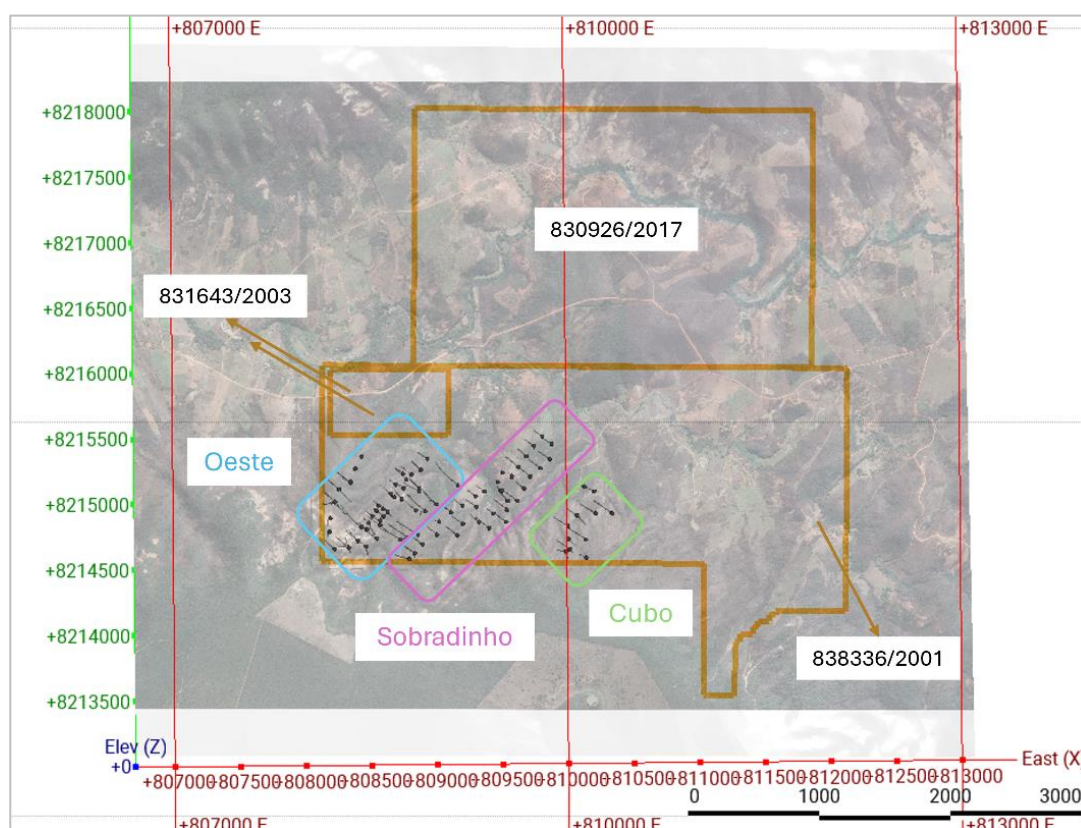 +807000 E
+810000 E
+813000 E
+8218000
+8217500
+8217000
830926/2017
831643/2003
+8216500
+8216000
+8215500
Oeste
+8215000
+8214500
Cubo
Sobradinho
+8214000
838336/2001
+8213500
Elev (Z)
+0
East (X
+807000
+807500
+808000
+808500
+809000
+809500
+810000
+810500
+811000
+811500
+812000
+812500
+813000
0
1000
2000
3000
+807000 E
+810000 E
+813000 E